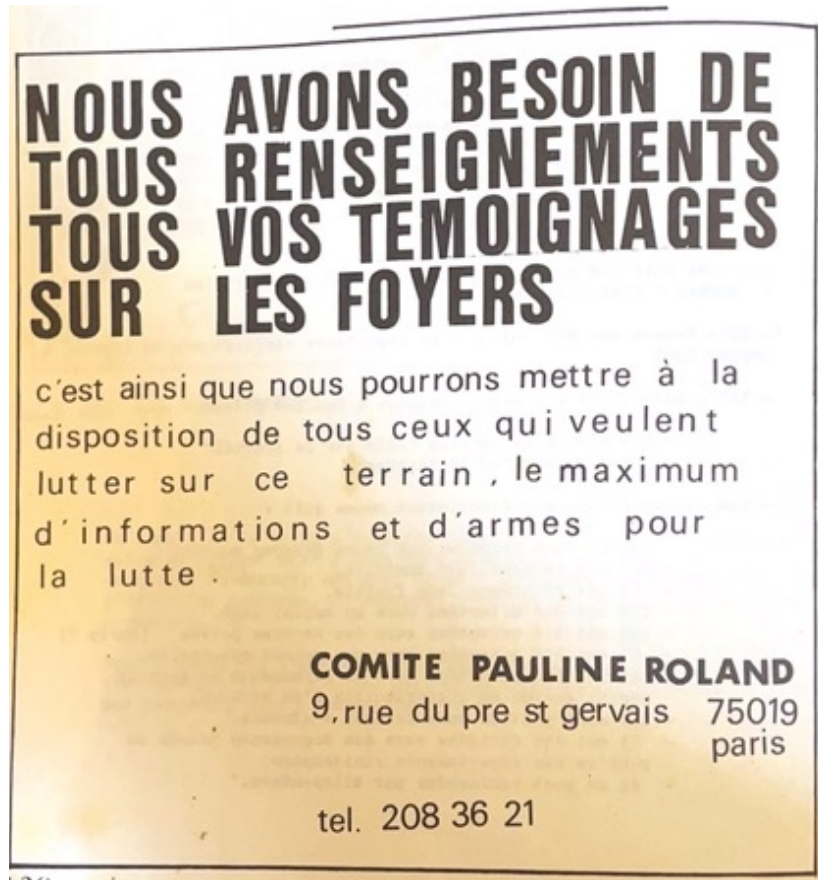 NOUS AVONS BESOIN DE
TOUS RENSEIGNEMENTS
TOUS VOS TEMOIGNAGES
SUR LES FOYERS
c'est ainsi que nous pourrons mettre à la
disposition de tous ceux qui veulent
lutter sur ce terrain, le maximum
d'informations et d'armes pour
la lutte.
COMITE PAULINE ROLAND
9, rue du pre st gervais 75019
paris
tel. 208 36 21